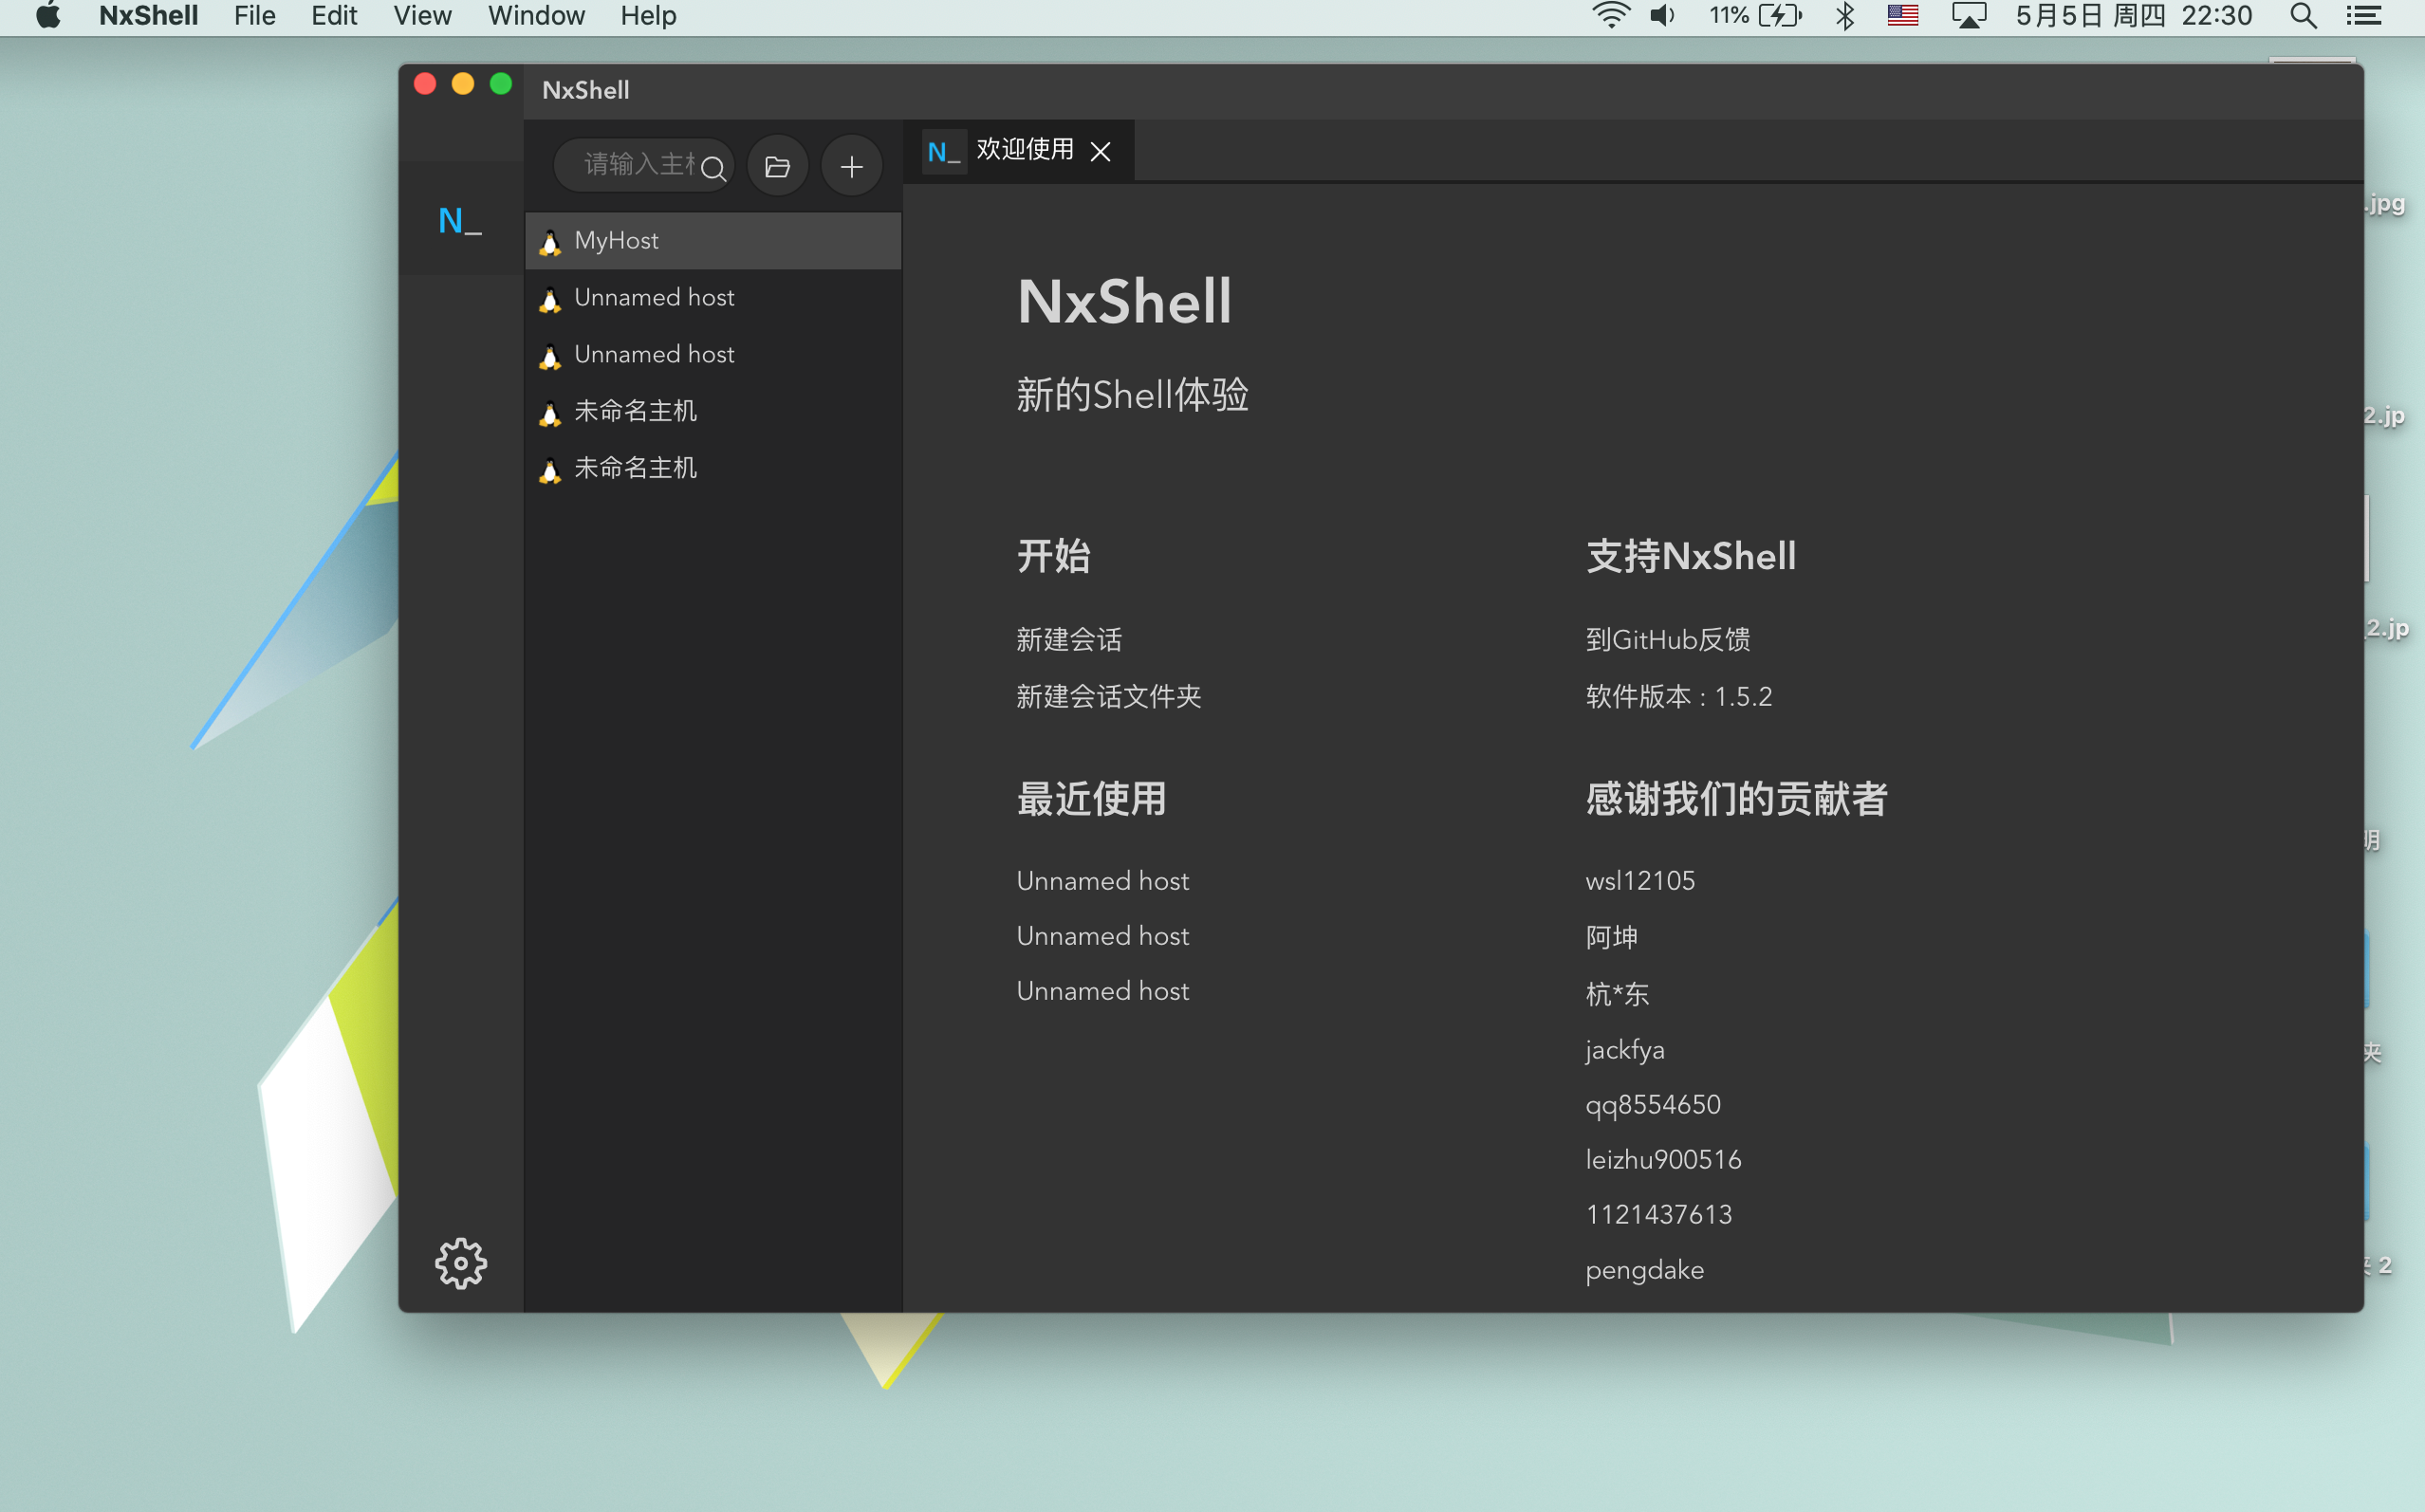 NxShell File Edit View Window Help 11% 5月5日 周四 22:30
NxShell
请输入主
N_ 欢迎使用
N_
MyHost
Unnamed host
Unnamed host
未命名主机
未命名主机
NxShell
新的Shell体验
开始
新建会话
新建会话文件夹
最近使用
Unnamed host
Unnamed host
Unnamed host
支持NxShell
到GitHub反馈
软件版本 : 1.5.2
感谢我们的贡献者
wsl12105
阿坤
杭*东
jackfya
qq8554650
leizhu900516
1121437613
pengdake
.jpg
2.jp
_2.jp
明
夹
2